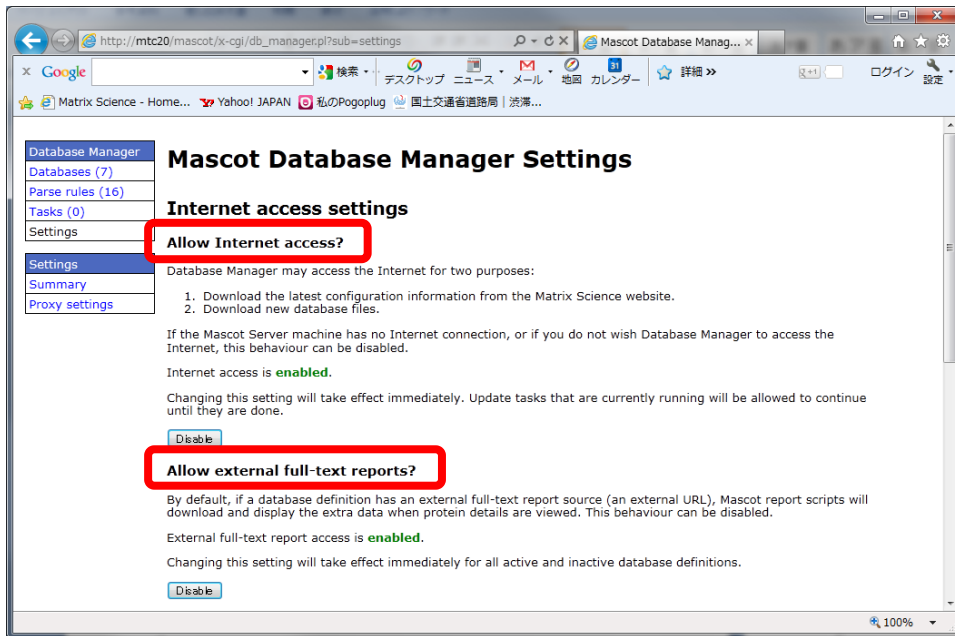 http://mtc20/mascot/x-cgi/db_manager.pl?sub=settings
Mascot Database Manag... ×
× Google 検索 デスクトップ ニュース メール 地図 31 カレンダー 詳細 » +1 ログイン 設定
Matrix Science - Home... Yahoo! JAPAN 私のPogoplug 国土交通省道路局 | 渋滞...
Database Manager
Databases (7)
Parse rules (16)
Tasks (0)
Settings
Settings
Summary
Proxy settings
Mascot Database Manager Settings
Internet access settings
Allow Internet access?
Database Manager may access the Internet for two purposes:
1. Download the latest configuration information from the Matrix Science website.
2. Download new database files.
If the Mascot Server machine has no Internet connection, or if you do not wish Database Manager to access the
Internet, this behaviour can be disabled.
Internet access is enabled.
Changing this setting will take effect immediately. Update tasks that are currently running will be allowed to continue
until they are done.
Disable
Allow external full-text reports?
By default, if a database definition has an external full-text report source (an external URL), Mascot report scripts will
download and display the extra data when protein details are viewed. This behaviour can be disabled.
External full-text report access is enabled.
Changing this setting will take effect immediately for all active and inactive database definitions.
Disable
100%